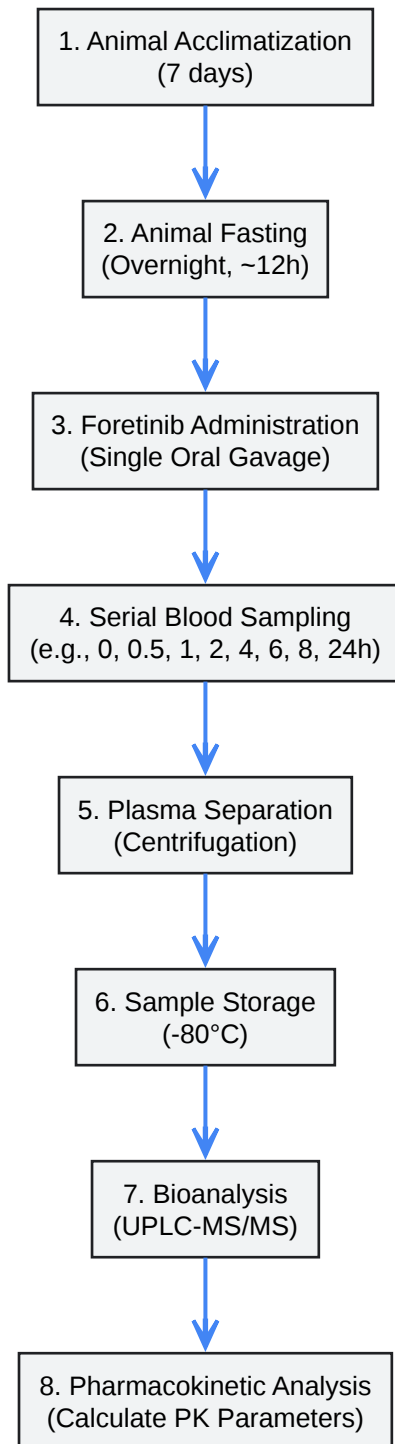 1. Animal Acclimatization
(7 days)
2. Animal Fasting
(Overnight, ~12h)
3. Foretinib Administration
(Single Oral Gavage)
4. Serial Blood Sampling
(e.g., 0, 0.5, 1, 2, 4, 6, 8, 24h)
5. Plasma Separation
(Centrifugation)
6. Sample Storage
(-80°C)
7. Bioanalysis
(UPLC-MS/MS)
8. Pharmacokinetic Analysis
(Calculate PK Parameters)